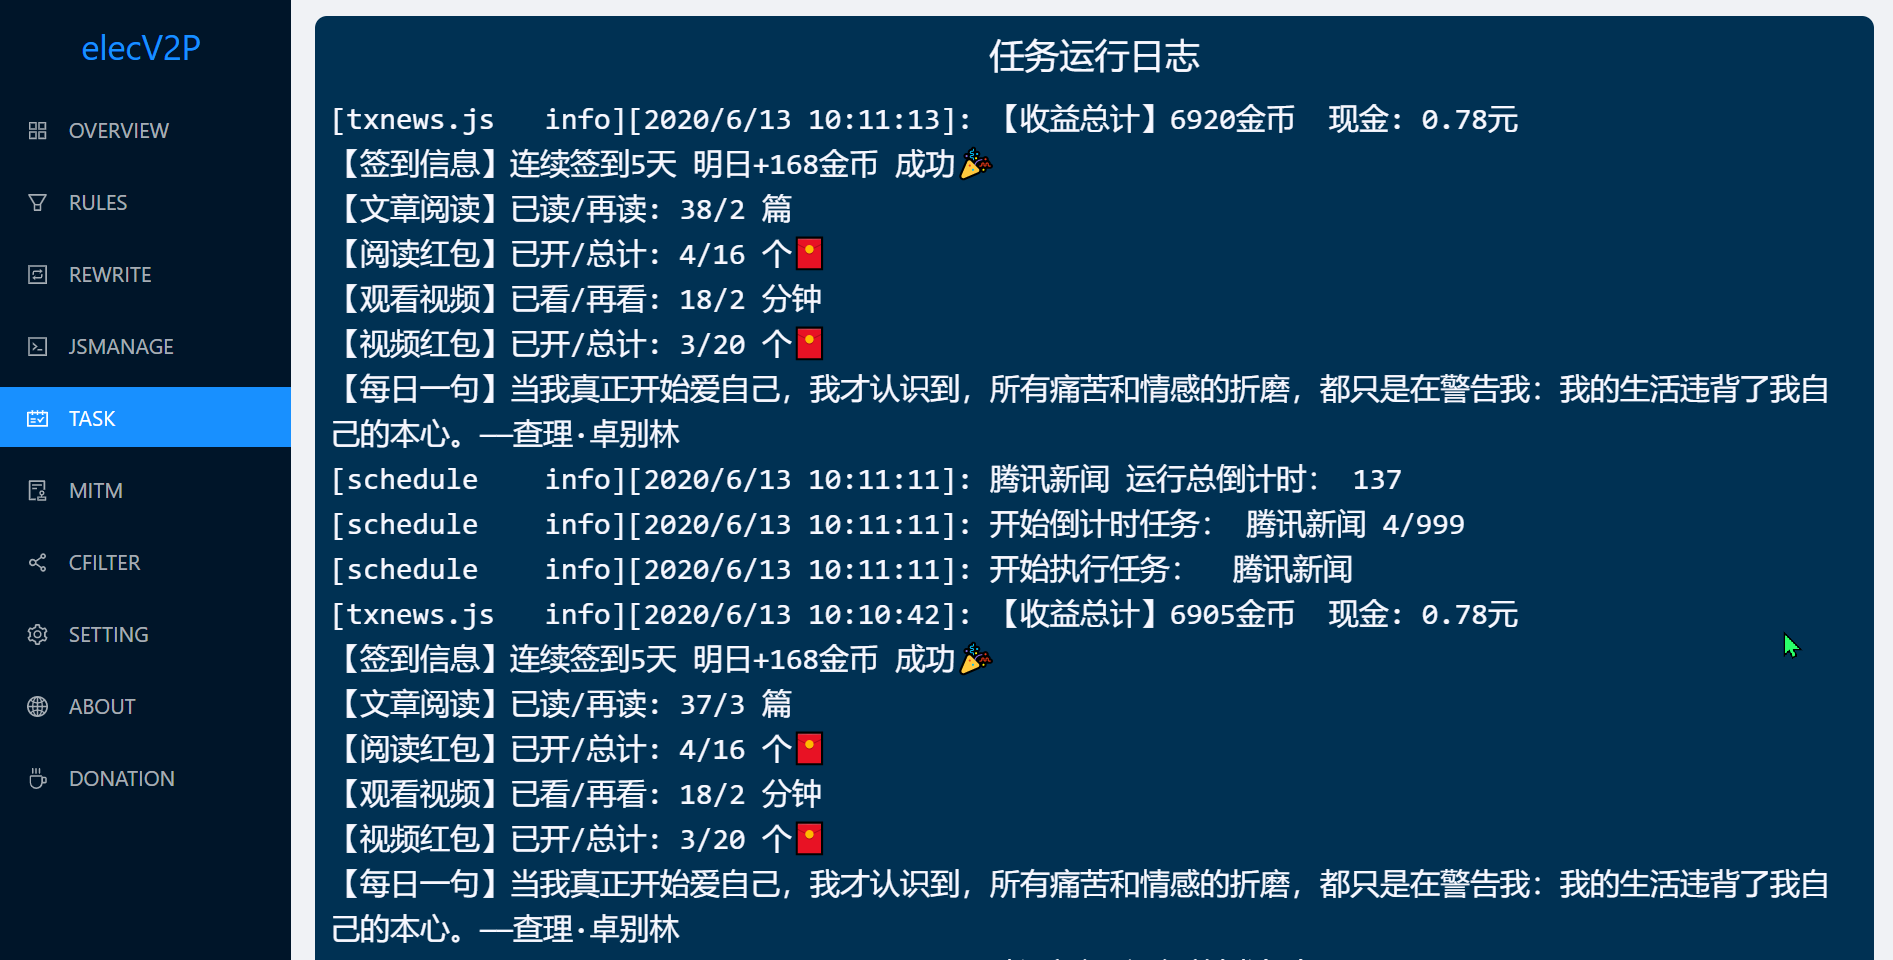 elecV2P
OVERVIEW
RULES
REWRITE
JSMANAGE
TASK
MITM
CFILTER
SETTING
ABOUT
DONATION
任务运行日志
[txnews.js   info][2020/6/13 10:11:13]: 【收益总计】6920金币  现金: 0.78元
【签到信息】连续签到5天 明日+168金币 成功🎉
【文章阅读】已读/再读: 38/2 篇
【阅读红包】已开/总计: 4/16 个🧧
【观看视频】已看/再看: 18/2 分钟
【视频红包】已开/总计: 3/20 个🧧
【每日一句】当我真正开始爱自己，我才认识到，所有痛苦和情感的折磨，都只是在警告我：我的生活违背了我自
己的本心。——查理·卓别林
[schedule    info][2020/6/13 10:11:11]: 腾讯新闻 运行总倒计时： 137
[schedule    info][2020/6/13 10:11:11]: 开始倒计时任务： 腾讯新闻 4/999
[schedule    info][2020/6/13 10:11:11]: 开始执行任务：  腾讯新闻
[txnews.js   info][2020/6/13 10:10:42]: 【收益总计】6905金币  现金: 0.78元
【签到信息】连续签到5天 明日+168金币 成功🎉
【文章阅读】已读/再读: 37/3 篇
【阅读红包】已开/总计: 4/16 个🧧
【观看视频】已看/再看: 18/2 分钟
【视频红包】已开/总计: 3/20 个🧧
【每日一句】当我真正开始爱自己，我才认识到，所有痛苦和情感的折磨，都只是在警告我：我的生活违背了我自
己的本心。——查理·卓别林